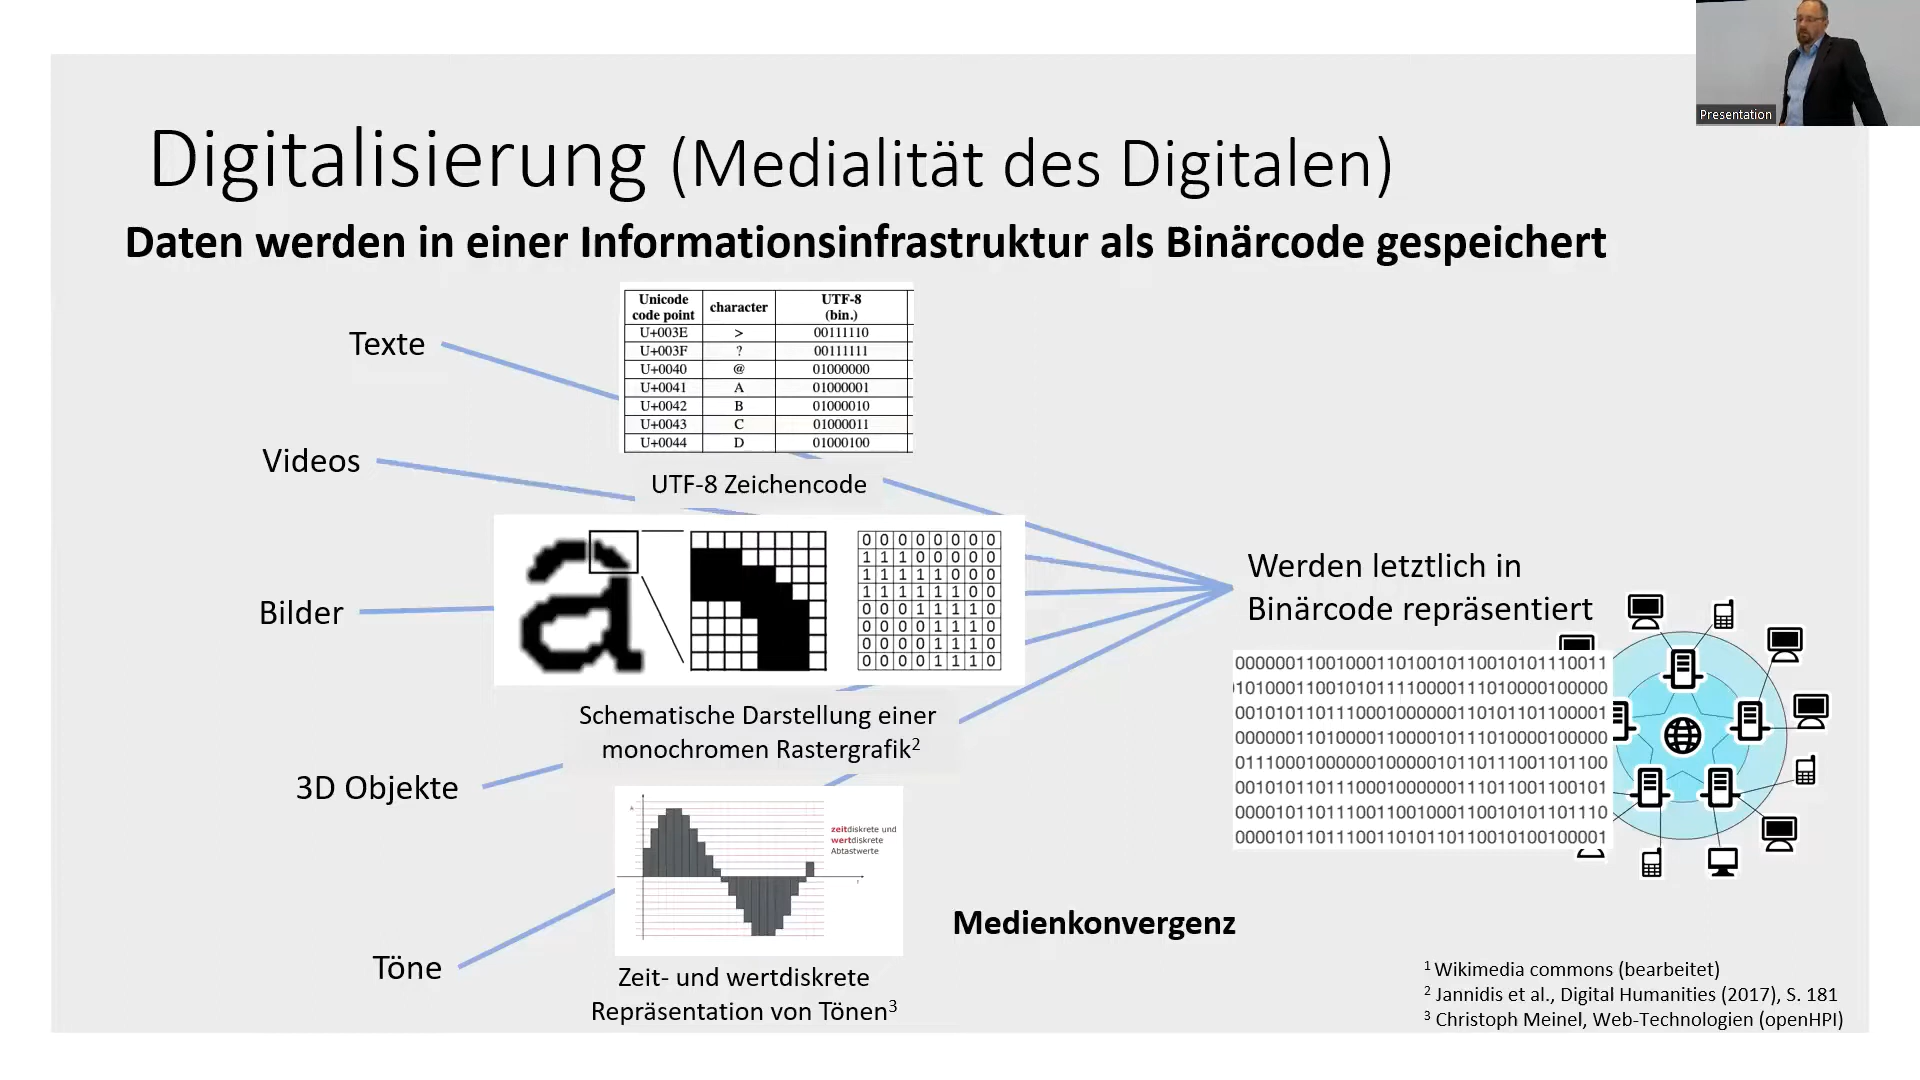 Presentation
Digitalisierung (Medialität des Digitalen)
Daten werden in einer Informationsinfrastruktur als Binärcode gespeichert
Texte
Videos
Bilder
3D Objekte
Töne
Unicode code point character UTF-8 (bin.)
U+003E > 00111110
U+003F ? 00111111
U+0040 @ 01000000
U+0041 A 01000001
U+0042 B 01000010
U+0043 C 01000011
U+0044 D 01000100
UTF-8 Zeichencode
a
0 0 0 0 0 0 0 0
1 1 1 0 0 0 0 0
1 1 1 1 1 0 0 0
1 1 1 1 1 1 0 0
0 0 0 1 1 1 1 0
0 0 0 0 1 1 1 0
0 0 0 0 1 1 1 0
0 0 0 0 1 1 1 0
Schematische Darstellung einer
monochromen Rastergrafik²
A
zeitdiskrete und
wertdiskrete
Abtastwerte
t
Zeit- und wertdiskrete
Repräsentation von Tönen³
Werden letztlich in
Binärcode repräsentiert
Medienkonvergenz
¹ Wikimedia commons (bearbeitet)
² Jannidis et al., Digital Humanities (2017), S. 181
³ Christoph Meinel, Web-Technologien (openHPI)